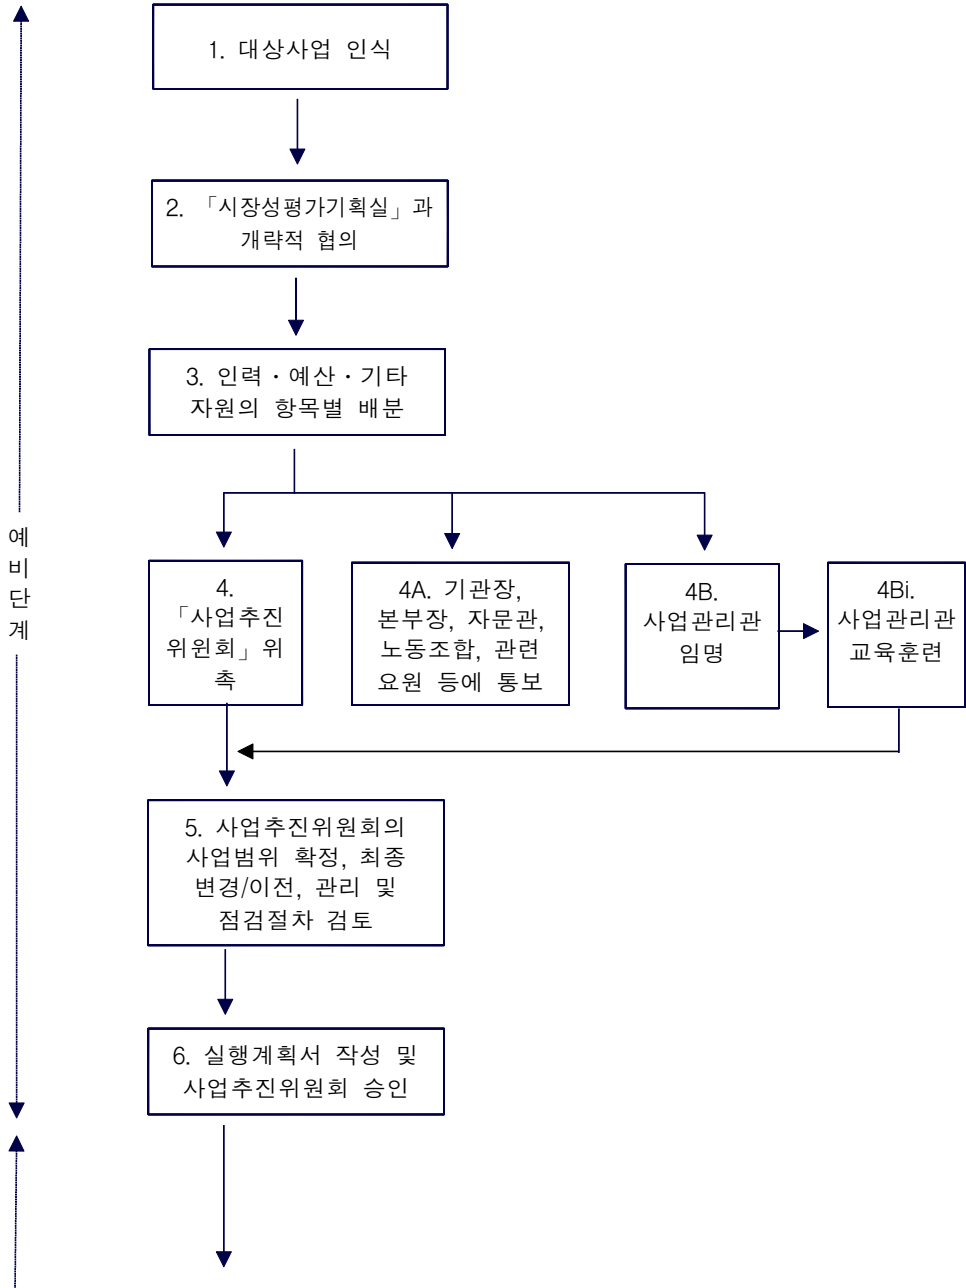 1. 대상사업 인식
2. 「시장성평가기획실」과
개략적 협의
3. 인력·예산·기타
자원의 항목별 배분
예
비
단
계
4.
「사업추진
위원회」위
촉
4A. 기관장,
본부장, 자문관,
노동조합, 관련
요원 등에 통보
4B.
사업관리관
임명
4Bi.
사업관리관
교육훈련
5. 사업추진위원회의
사업범위 확정, 최종
변경/이전, 관리 및
점검절차 검토
6. 실행계획서 작성 및
사업추진위원회 승인